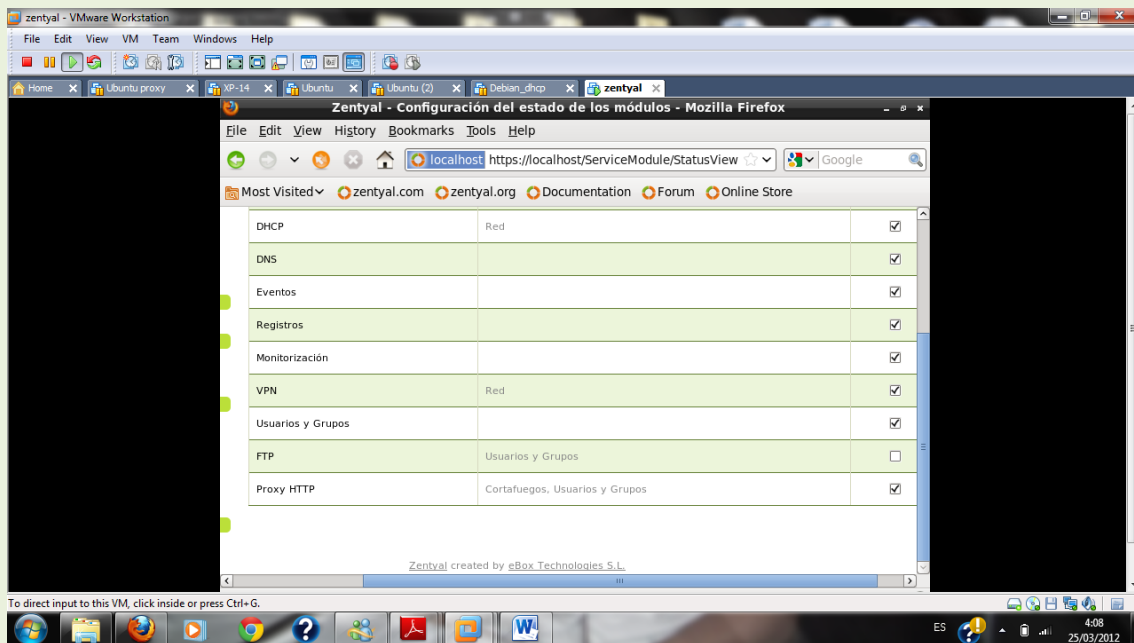 zentyal - VMware Workstation
File Edit View VM Team Windows Help
Home Ubuntu proxy XP-14 Ubuntu Ubuntu (2) Debian_dhcp zentyal
Zentyal - Configuración del estado de los módulos - Mozilla Firefox
File Edit View History Bookmarks Tools Help
localhost https://localhost/ServiceModule/StatusView Google
Most Visited zentyal.com zentyal.org Documentation Forum Online Store
DHCP Red
DNS
Eventos
Registros
Monitorización
VPN Red
Usuarios y Grupos
FTP Usuarios y Grupos
Proxy HTTP Cortafuegos, Usuarios y Grupos
Zentyal created by eBox Technologies S.L.
To direct input to this VM, click inside or press Ctrl+G.
ES 4:08
25/03/2012